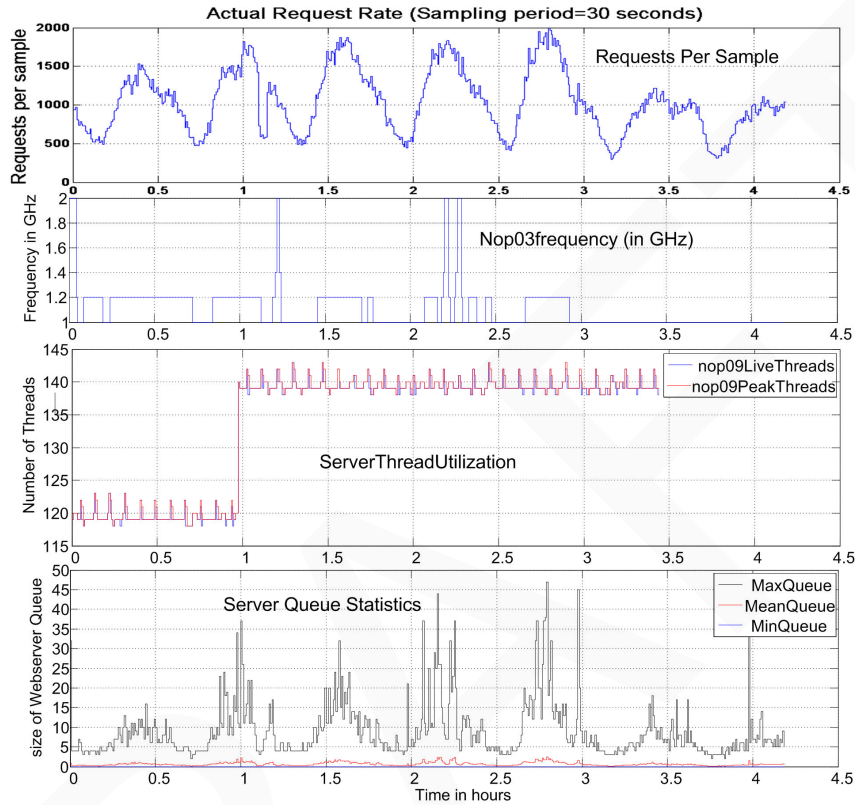 Actual Request Rate (Sampling period=30 seconds)
Requests per sample
2000
1500
1000
500
0
Requests Per Sample
0 0.5 1 1.5 2 2.5 3 3.5 4 4.5
Frequency in GHz
2
1.8
1.6
1.4
1.2
1
Nop03frequency (in GHz)
0 0.5 1 1.5 2 2.5 3 3.5 4 4.5
Number of Threads
145
140
135
130
125
120
115
nop09LiveThreads
nop09PeakThreads
ServerThreadUtilization
0 0.5 1 1.5 2 2.5 3 3.5 4 4.5
size of Webserver Queue
50
45
40
35
30
25
20
15
10
5
0
Server Queue Statistics
MaxQueue
MeanQueue
MinQueue
0 0.5 1 1.5 2 2.5 3 3.5 4 4.5
Time in hours